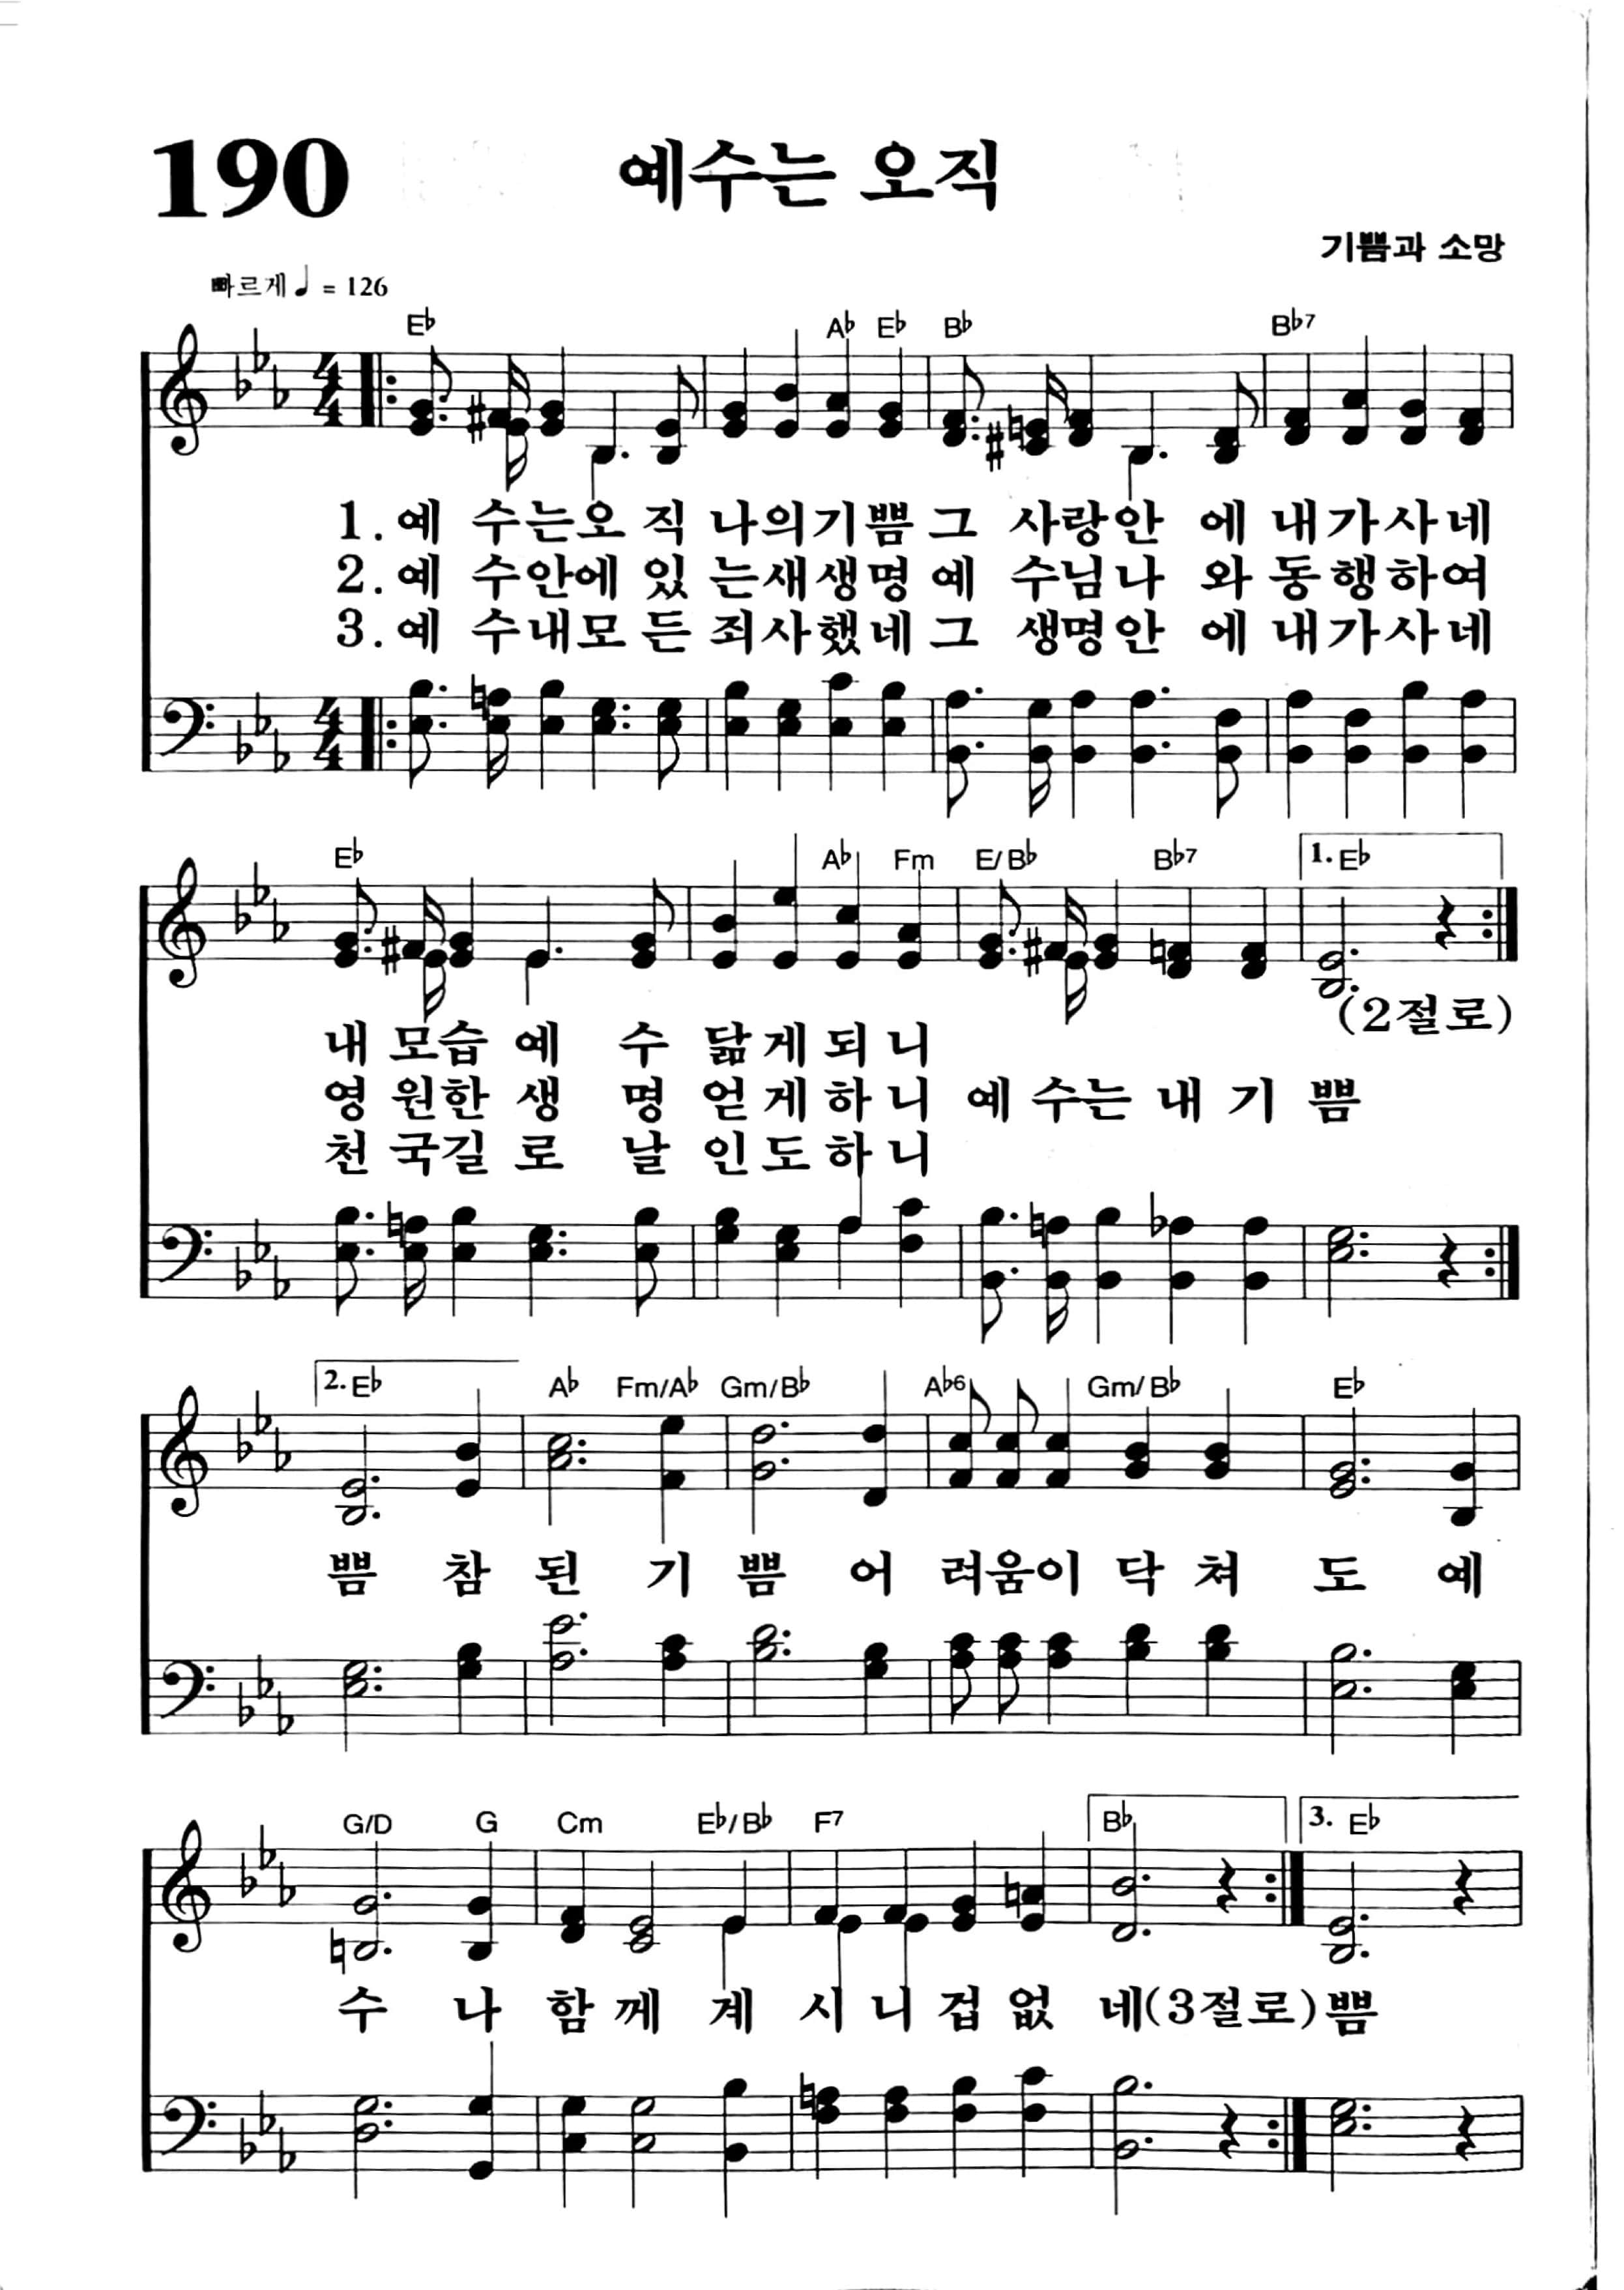 190
예수는 오직
기쁨과 소망
빠르게 ♩ = 126
E♭ A♭ E♭ B♭ B♭7
1. 예 수는오 직 나의기쁨 그 사랑안 에 내가사네
2. 예 수안에 있 는새생명 예 수님나 와 동행하여
3. 예 수내모 든 죄사했네 그 생명안 에 내가사네
E♭ A♭ Fm E/B♭ B♭7 1. E♭
(2절로)
내 모습 예 수 닮게되니
영 원한 생 명 얻게하니 예 수는 내 기 쁨
천 국길 로 날 인도하니
2. E♭ A♭ Fm/A♭ Gm/B♭ A♭6 Gm/B♭ E♭
쁨 참 된 기 쁨 어 려움이 닥 쳐 도 예
G/D G Cm E♭/B♭ F7 B♭ 3. E♭
수 나 함 께 계 시 니 겁 없 네(3절로) 쁨